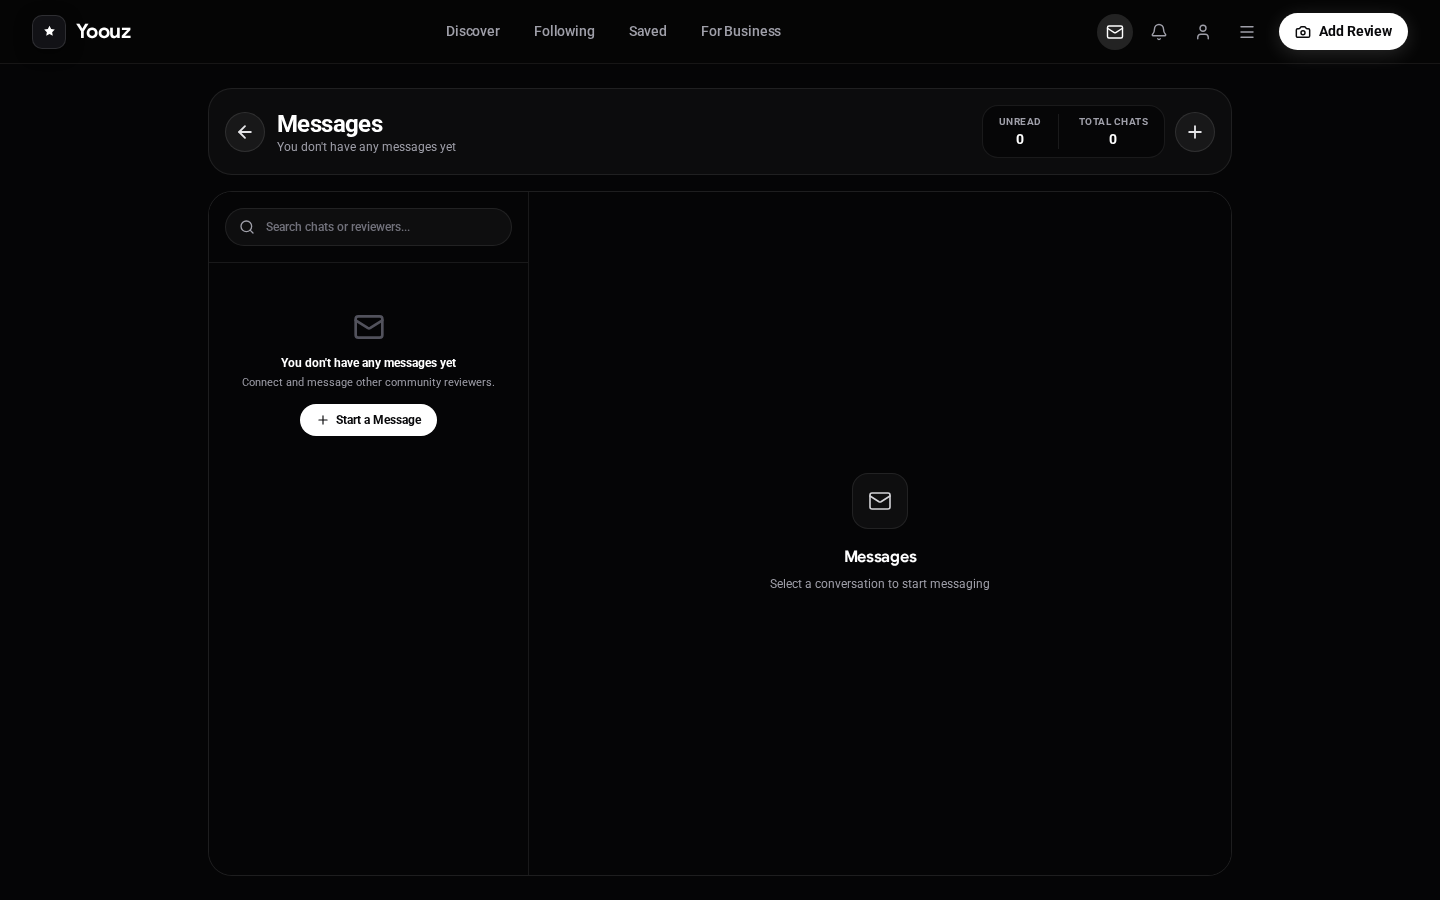 Yoouz
Discover
Following
Saved
For Business
Add Review
Messages
You don't have any messages yet
UNREAD
0
TOTAL CHATS
0
Search chats or reviewers...
You don't have any messages yet
Connect and message other community reviewers.
Start a Message
Messages
Select a conversation to start messaging